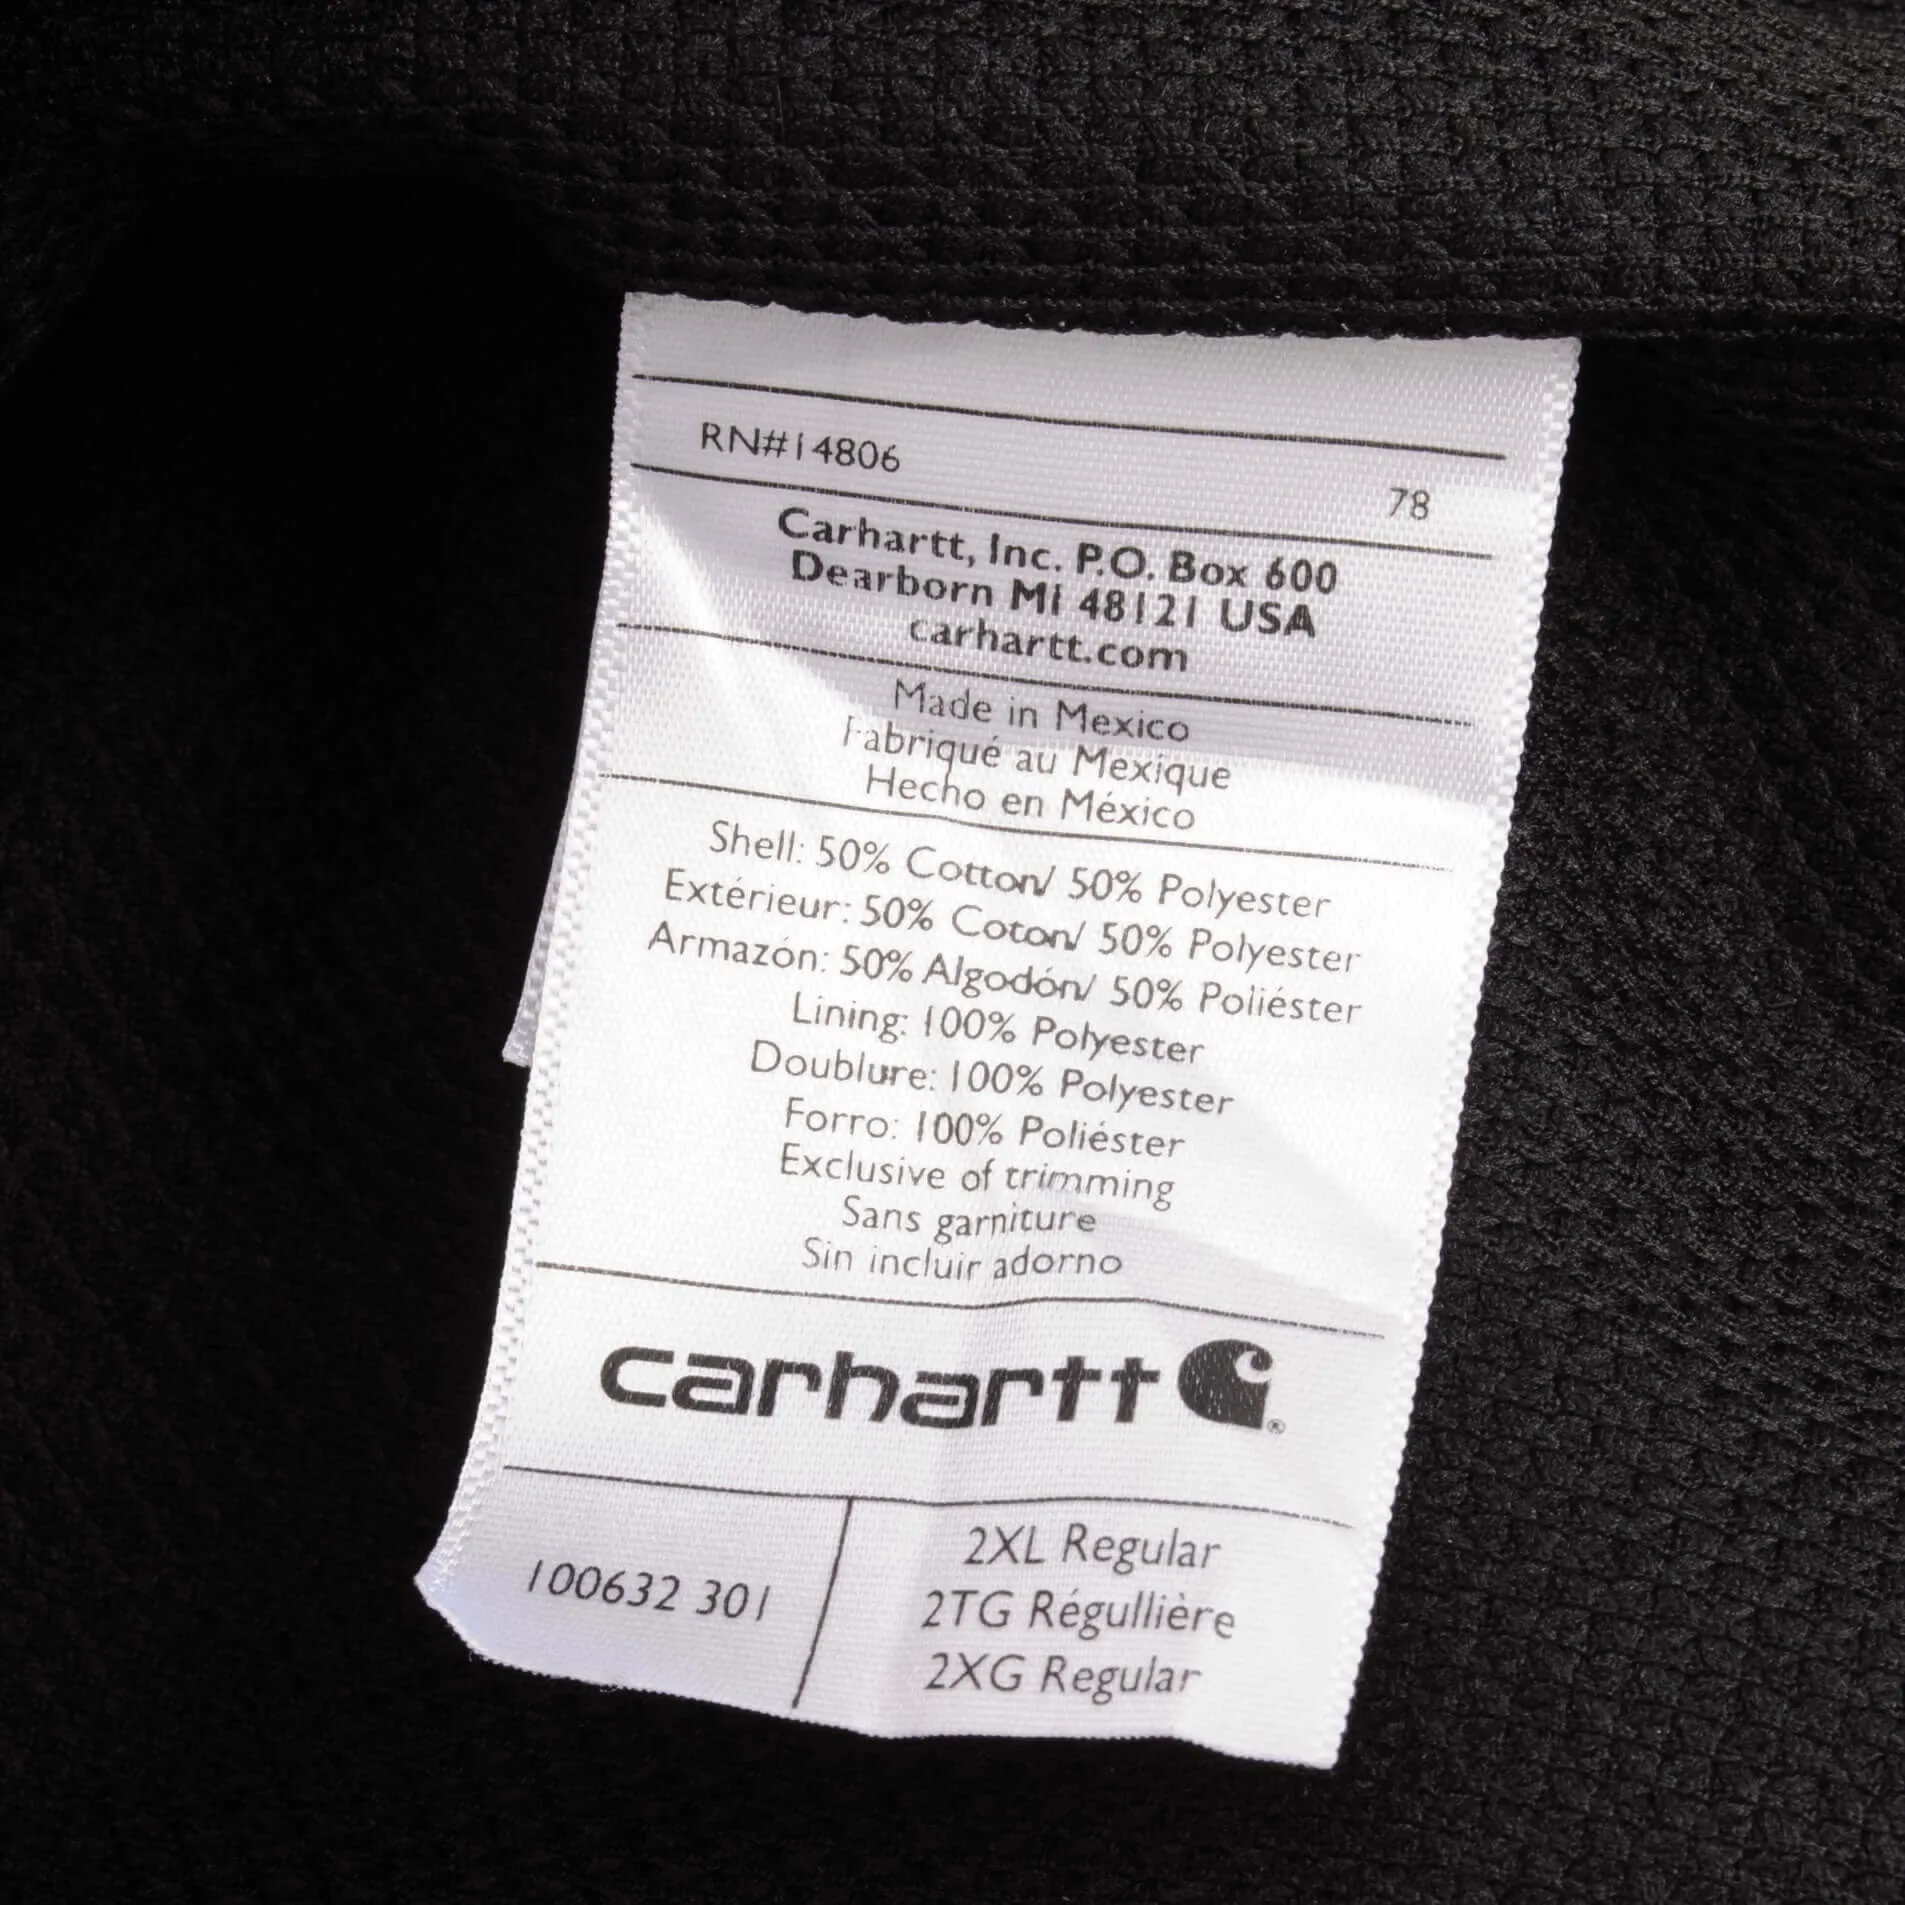 RN#14806
78
Carhartt, Inc. P.O. Box 600
Dearborn MI 48121 USA
carhartt.com
Made in Mexico
Fabriqué au Mexique
Hecho en México
Shell: 50% Cotton/ 50% Polyester
Extérieur: 50% Coton/ 50% Polyester
Armazón: 50% Algodón/ 50% Poliéster
Lining: 100% Polyester
Doublure: 100% Polyester
Forro: 100% Poliéster
Exclusive of trimming
Sans garniture
Sin incluir adorno
carhartt ®
100632 301
2XL Regular
2TG Régullière
2XG Regular